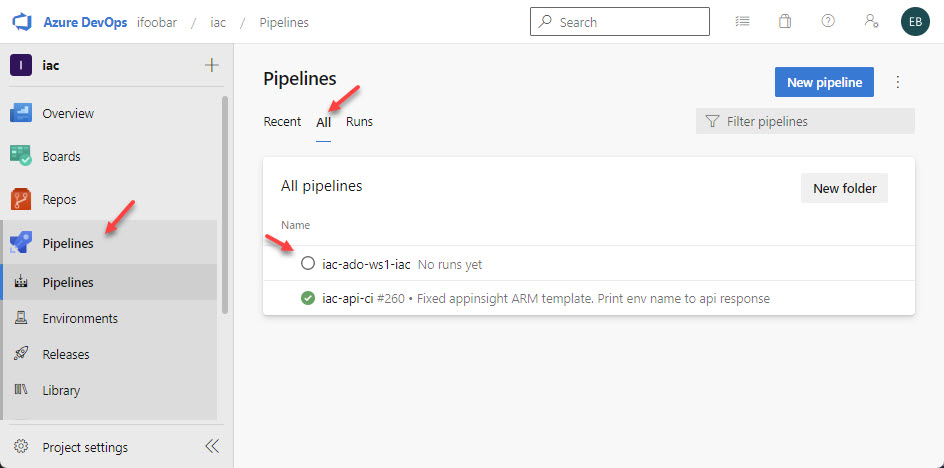 Azure DevOps ifoobar / iac / Pipelines
Search
EB
I iac
Overview
Boards
Repos
Pipelines
Pipelines
Environments
Releases
Library
Project settings
Pipelines
New pipeline
Recent All Runs
Filter pipelines
All pipelines
New folder
Name
iac-ado-ws1-iac No runs yet
iac-api-ci #260 • Fixed appinsight ARM template. Print env name to api response